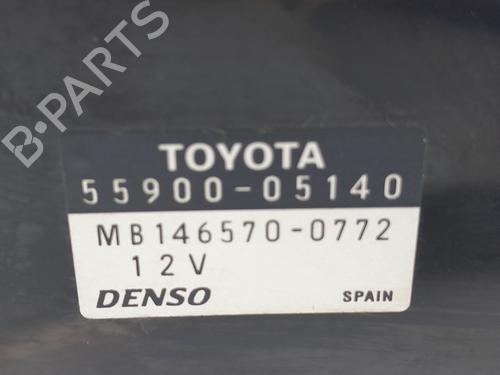 B-PARTS
TOYOTA
55900-05140
MB146570-0772
12V
DENSO SPAIN